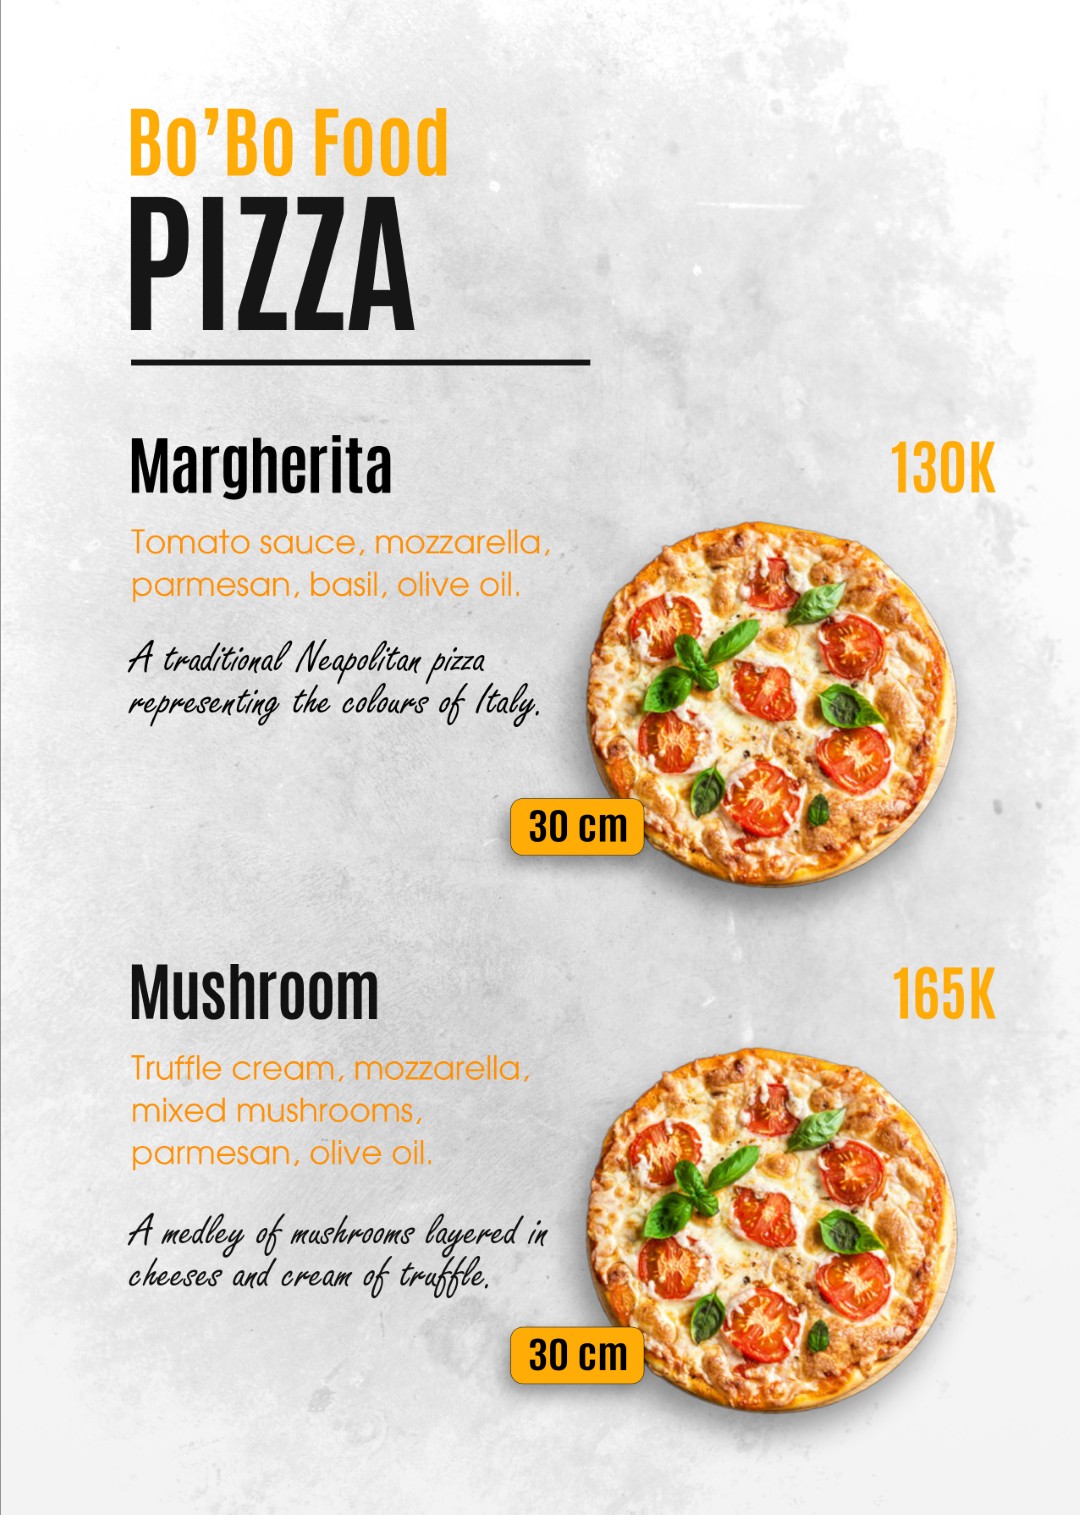 Bo’Bo Food
PIZZA
Margherita
130K
Tomato sauce, mozzarella,
parmesan, basil, olive oil.
A traditional Neapolitan pizza
representing the colours of Italy.
30 cm
Mushroom
165K
Truffle cream, mozzarella,
mixed mushrooms,
parmesan, olive oil.
A medley of mushrooms layered in
cheeses and cream of truffle.
30 cm